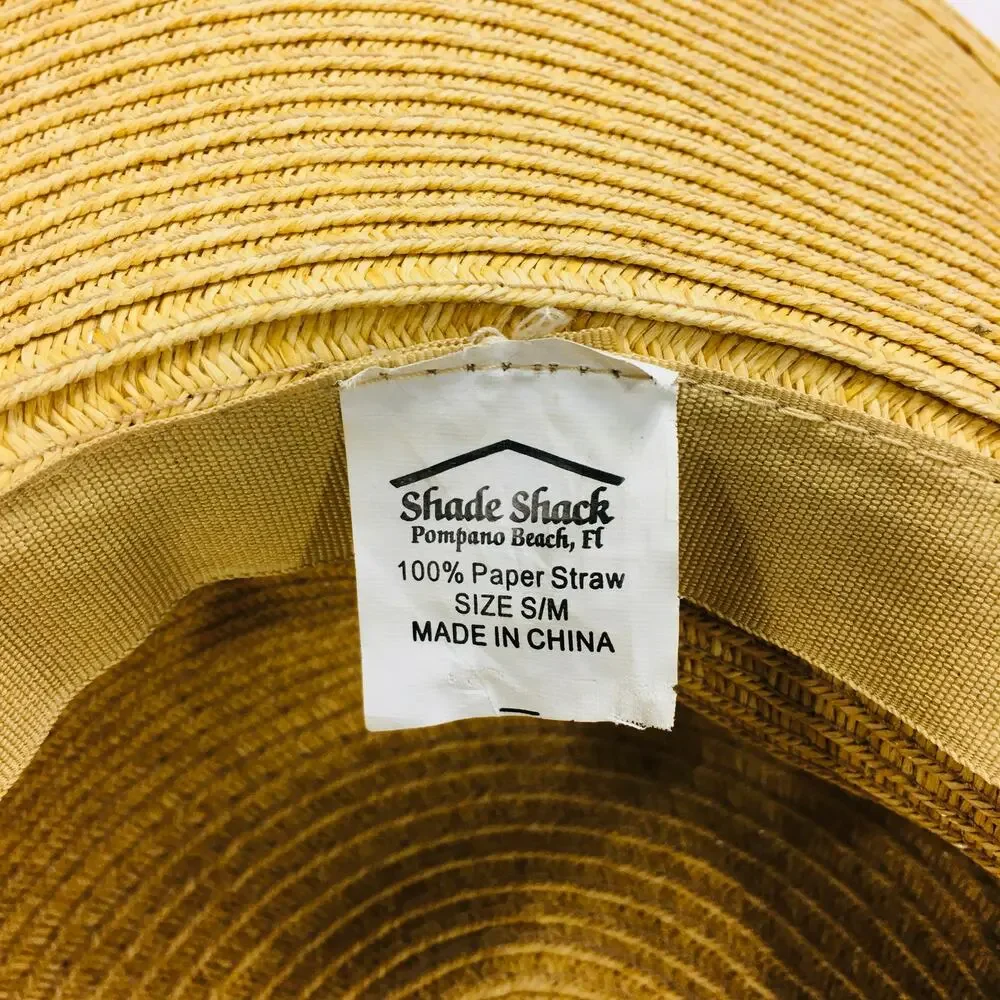 Shade Shack
Pompano Beach, Fl
100% Paper Straw
SIZE S/M
MADE IN CHINA